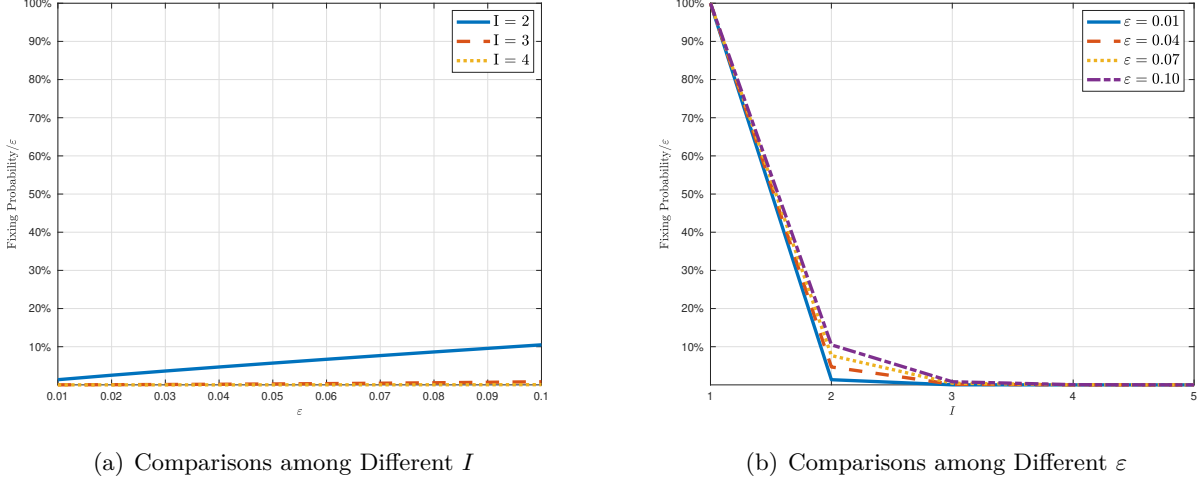 100%
90%
80%
70%
60%
50%
40%
30%
20%
10%
Fixing Probability/ε
0.01 0.02 0.03 0.04 0.05 0.06 0.07 0.08 0.09 0.1
ε
I = 2
I = 3
I = 4
(a) Comparisons among Different I
100%
90%
80%
70%
60%
50%
40%
30%
20%
10%
Fixing Probability/ε
1 2 3 4 5
I
ε = 0.01
ε = 0.04
ε = 0.07
ε = 0.10
(b) Comparisons among Different ε